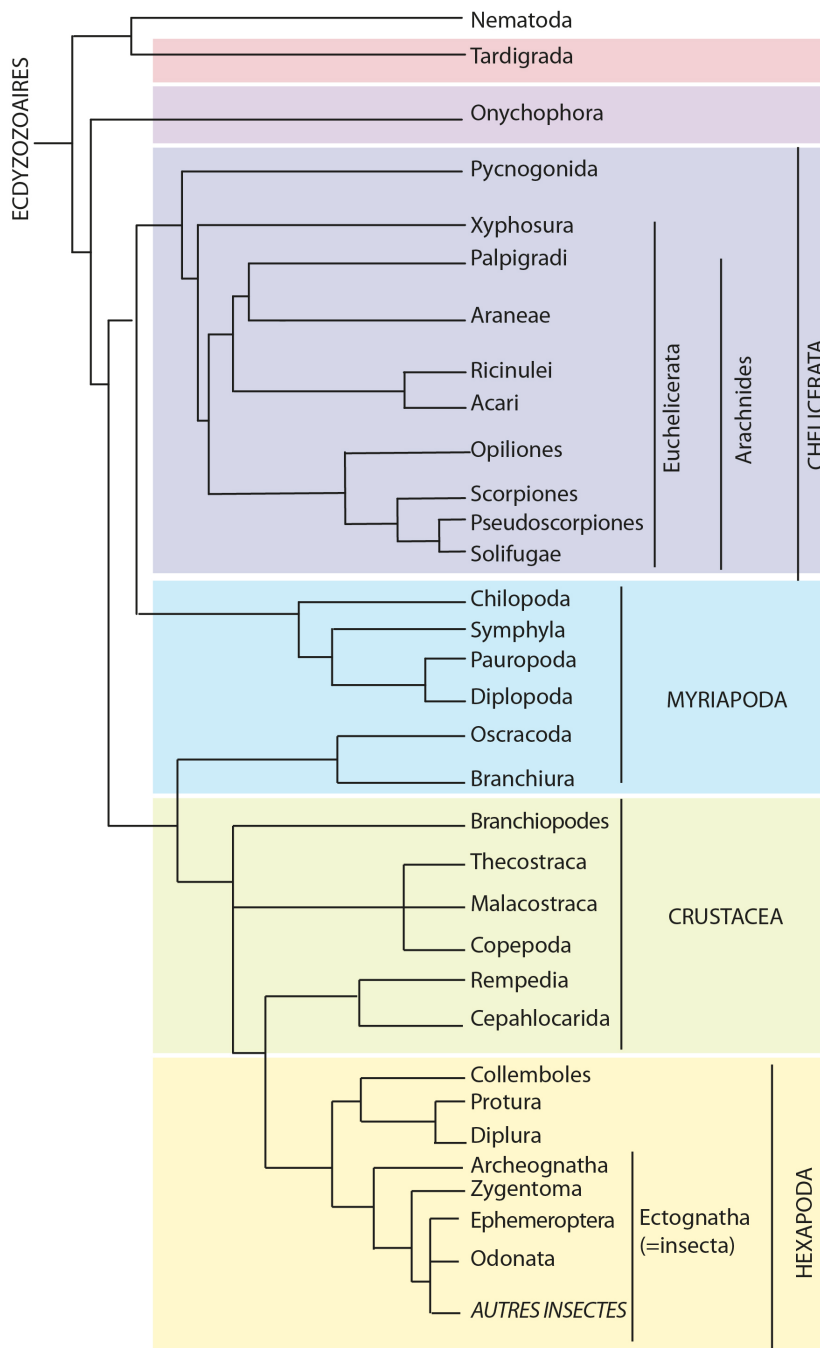 Nematoda
Tardigrada
ECDYZOZOAIRES
Onychophora
Pycnogonida
Xyphosura
Palpigradi
Araneae
Ricinulei
Acari
Opiliones
Scorpiones
Pseudoscorpiones
Solifugae
Euchelicerata
Arachnides
CHELICERATA
Chilopoda
Symphyla
Pauropoda
Diplopoda
Oscracoda
Branchiura
MYRIAPODA
Branchiopodes
Thecostraca
Malacostraca
Copepoda
Rempedia
Cepahlocarida
CRUSTACEA
Collemboles
Protura
Diplura
Archeognatha
Zygentoma
Ephemeroptera
Odonata
AUTRES INSECTES
Ectognatha
(=insecta)
HEXAPODA